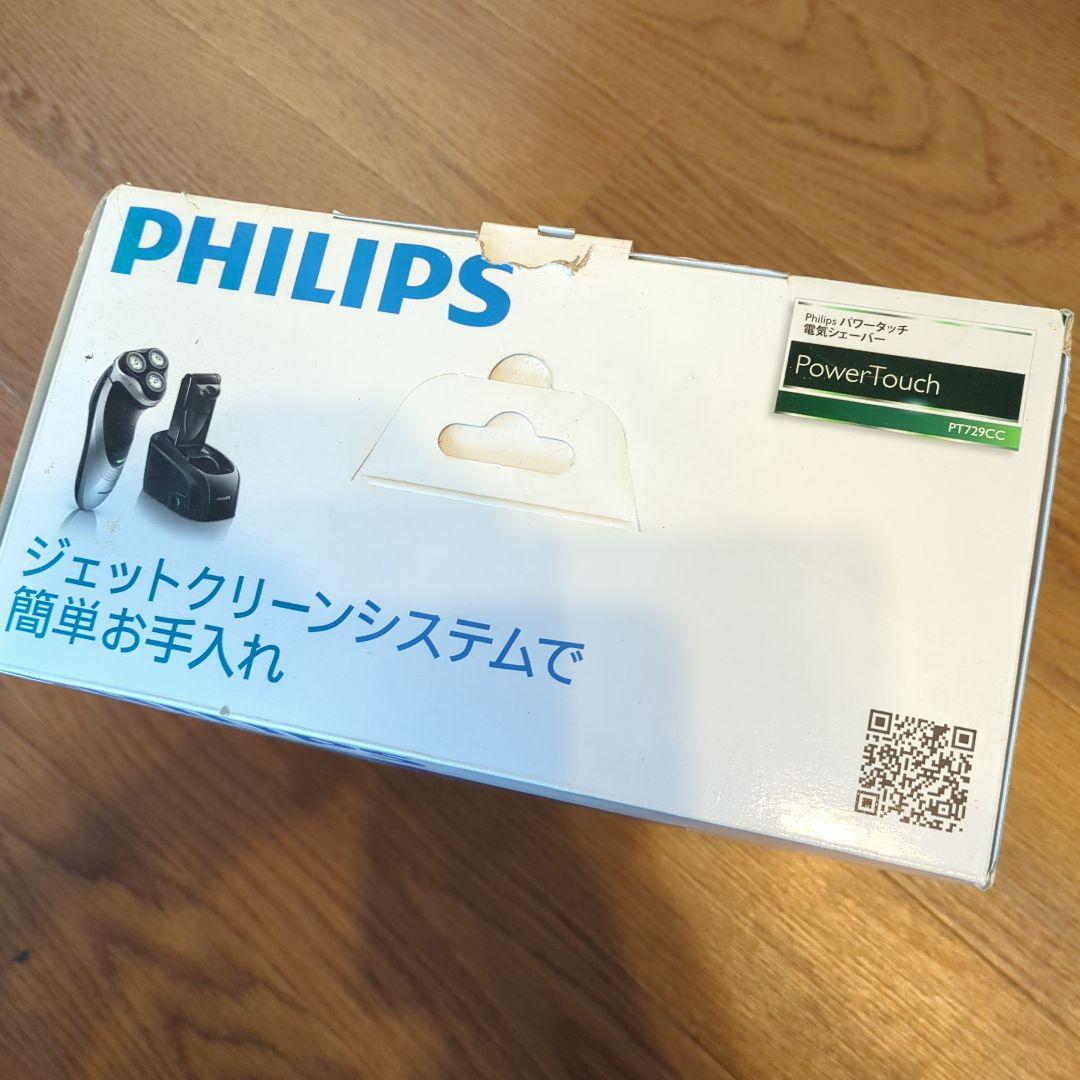 PHILIPS
Philips パワータッチ
電気シェーバー
PowerTouch
PT729CC
PHILIPS
ジェットクリーンシステムで
簡単お手入れ